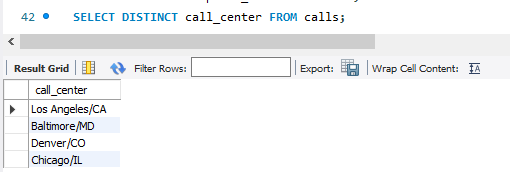 42 SELECT DISTINCT call_center FROM calls;
Result Grid Filter Rows: Export: Wrap Cell Content: IA
call_center
Los Angeles/CA
Baltimore/MD
Denver/CO
Chicago/IL